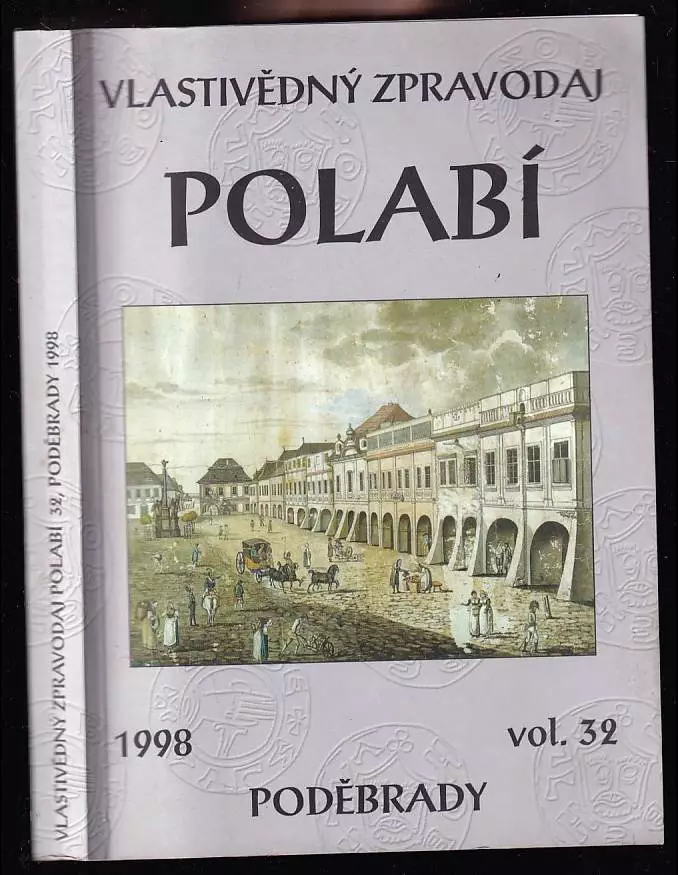 VLASTIVĚDNÝ ZPRAVODAJ
POLABÍ
1998
vol. 32
PODĚBRADY
VLASTIVĚDNÝ ZPRAVODAJ POLABÍ 32, PODĚBRADY 1998